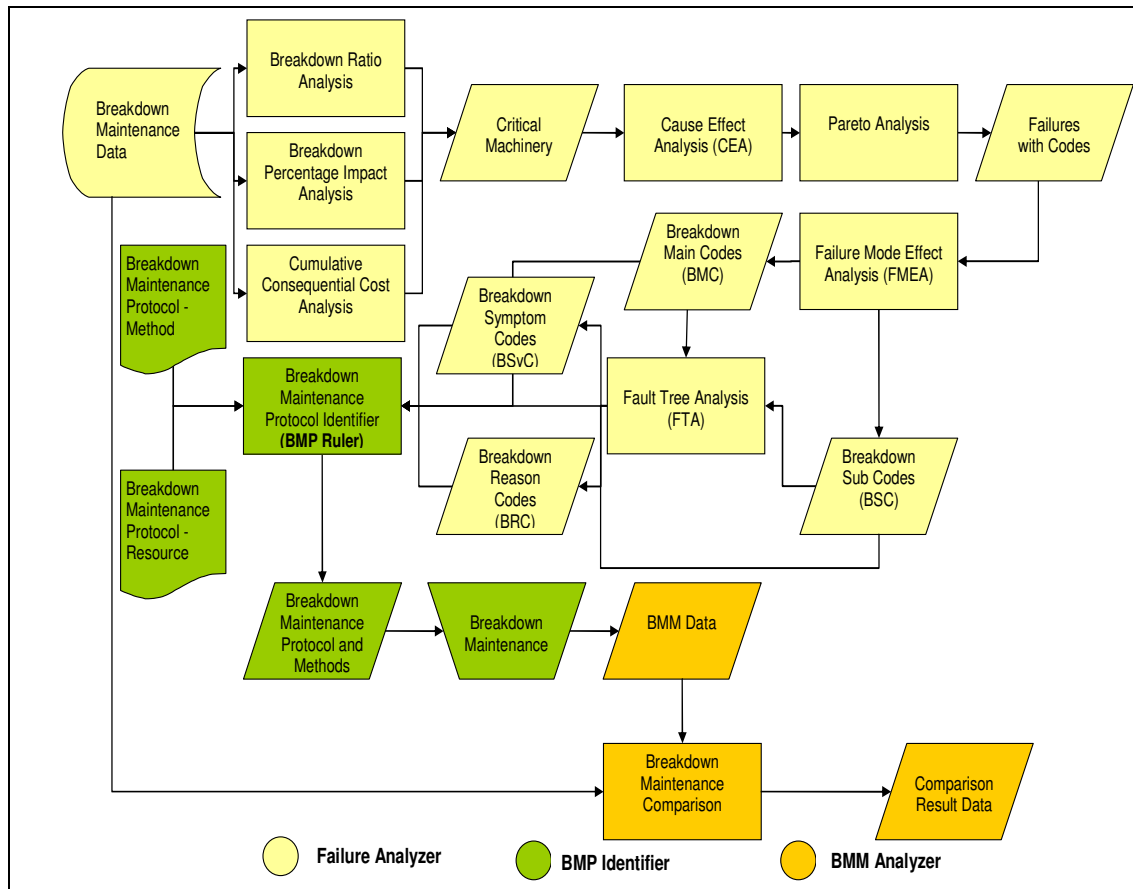 Breakdown
Maintenance
Data
Breakdown Ratio
Analysis
Breakdown
Percentage Impact
Analysis
Cumulative
Consequential Cost
Analysis
Critical
Machinery
Cause Effect
Analysis (CEA)
Pareto Analysis
Failures
with Codes
Breakdown
Maintenance
Protocol -
Method
Breakdown
Main Codes
(BMC)
Failure Mode Effect
Analysis (FMEA)
Breakdown
Symptom
Codes
(BSvC)
Breakdown
Maintenance
Protocol Identifier
(BMP Ruler)
Fault Tree Analysis
(FTA)
Breakdown
Reason
Codes
(BRC)
Breakdown
Sub Codes
(BSC)
Breakdown
Maintenance
Protocol -
Resource
Breakdown
Maintenance
Protocol and
Methods
Breakdown
Maintenance
BMM Data
Breakdown
Maintenance
Comparison
Comparison
Result Data
Failure Analyzer
BMP Identifier
BMM Analyzer